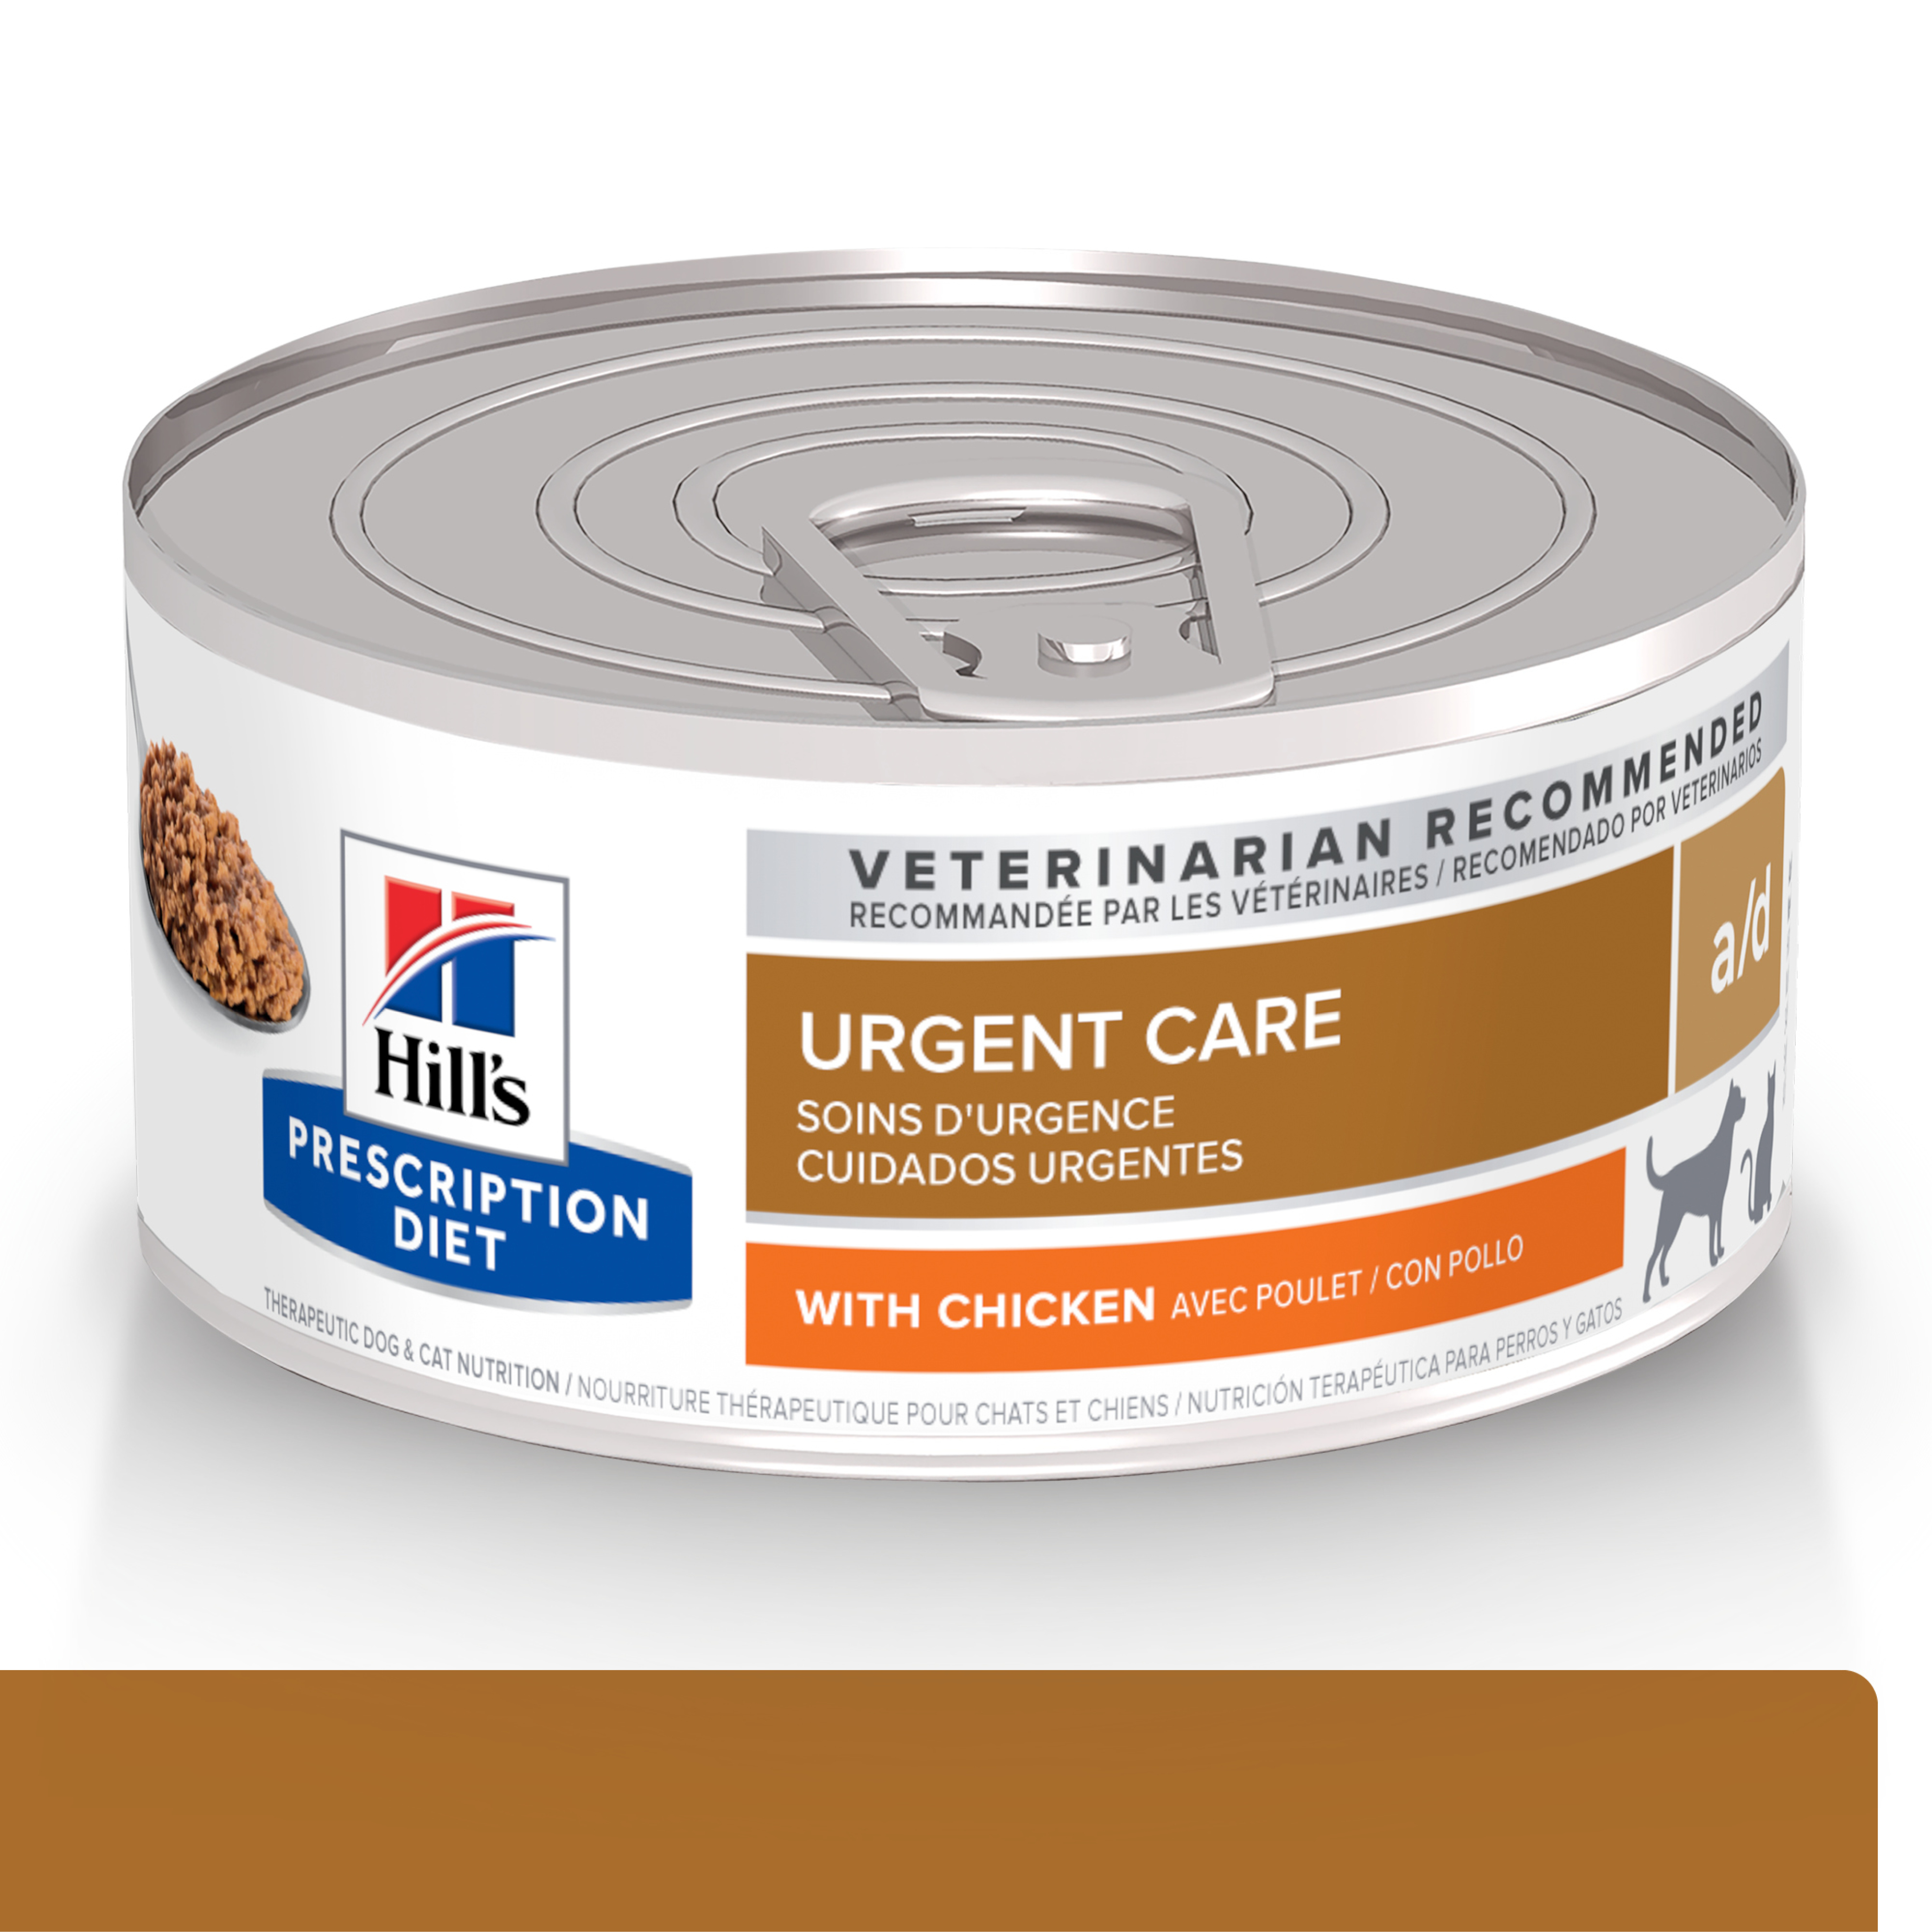 VETERINARIAN RECOMMENDED
RECOMMANDÉE PAR LES VÉTÉRINAIRES / RECOMENDADO POR VETERINARIOS
Hill's
PRESCRIPTION
DIET
URGENT CARE
a/d
SOINS D'URGENCE
CUIDADOS URGENTES
WITH CHICKEN AVEC POULET / CON POLLO
THERAPEUTIC DOG & CAT NUTRITION / NOURRITURE THÉRAPEUTIQUE POUR CHATS ET CHIENS / NUTRICIÓN TERAPÉUTICA PARA PERROS Y GATOS